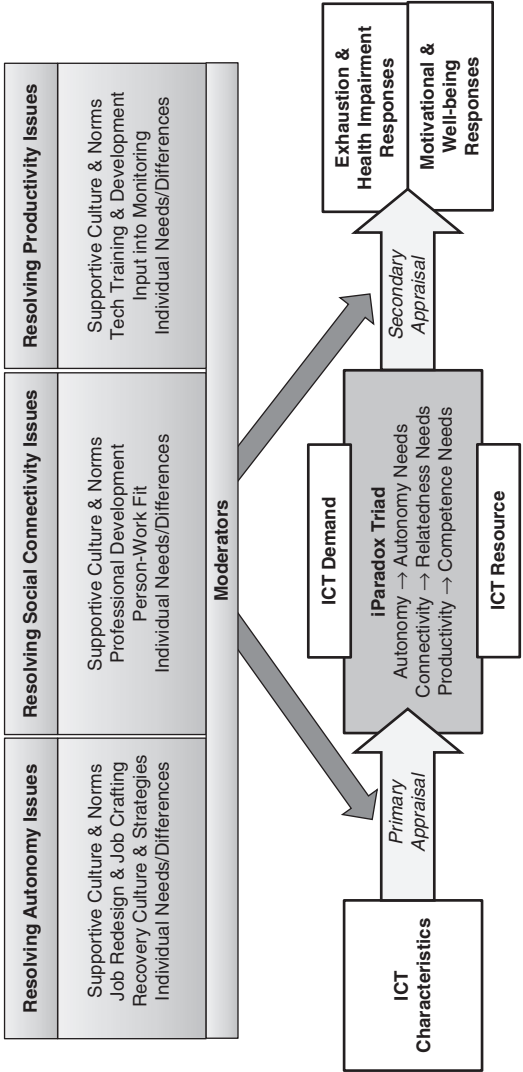 Resolving Autonomy Issues
Supportive Culture & Norms
Job Redesign & Job Crafting
Recovery Culture & Strategies
Individual Needs/Differences
Resolving Social Connectivity Issues
Supportive Culture & Norms
Professional Development
Person-Work Fit
Individual Needs/Differences
Resolving Productivity Issues
Supportive Culture & Norms
Tech Training & Development
Input into Monitoring
Individual Needs/Differences
Moderators
ICT
Characteristics
Primary
Appraisal
ICT Demand
iParadox Triad
Autonomy → Autonomy Needs
Connectivity → Relatedness Needs
Productivity → Competence Needs
ICT Resource
Secondary
Appraisal
Exhaustion &
Health Impairment
Responses
Motivational &
Well-being
Responses